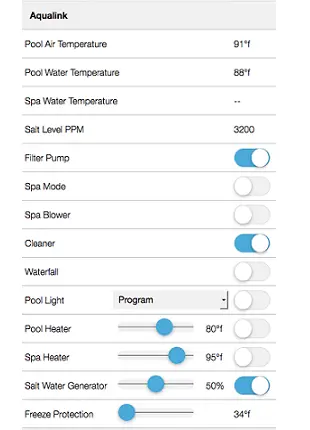 Aqualink
Pool Air Temperature 91°f
Pool Water Temperature 88°f
Spa Water Temperature --
Salt Level PPM 3200
Filter Pump
Spa Mode
Spa Blower
Cleaner
Waterfall
Pool Light Program
Pool Heater 80°f
Spa Heater 95°f
Salt Water Generator 50%
Freeze Protection 34°f